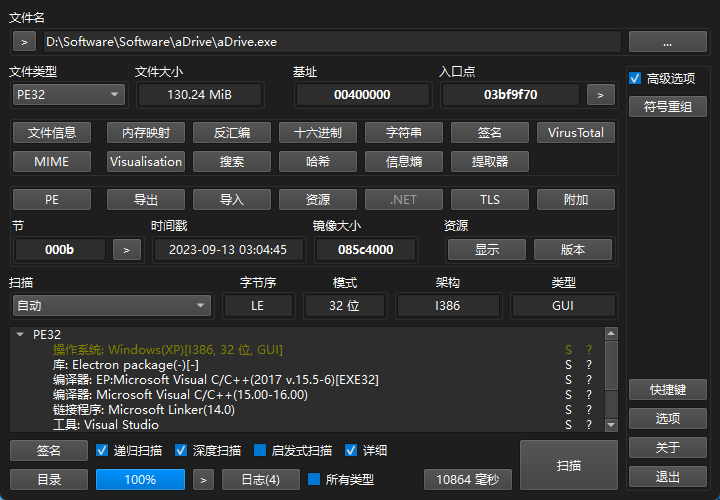 文件名
> D:\Software\Software\aDrive\aDrive.exe ...
文件类型 文件大小 基址 入口点
PE32 130.24 MiB 00400000 03bf9f70 >
高级选项
符号重组
文件信息 内存映射 反汇编 十六进制 字符串 签名 VirusTotal
MIME Visualisation 搜索 哈希 信息熵 提取器
PE 导出 导入 资源 .NET TLS 附加
节 时间戳 镜像大小 资源
000b > 2023-09-13 03:04:45 085c4000 显示 版本
扫描 字节序 模式 架构 类型
自动 LE 32 位 I386 GUI
PE32
操作系统: Windows(XP)[I386, 32 位, GUI] S ?
库: Electron package(-)[-] S ?
编译器: EP:Microsoft Visual C/C++(2017 v.15.5-6)[EXE32] S ?
编译器: Microsoft Visual C/C++(15.00-16.00) S ?
链接程序: Microsoft Linker(14.0) S ?
工具: Visual Studio S ?
快捷键
选项
关于
退出
签名 递归扫描 深度扫描 启发式扫描 详细 扫描
目录 100% > 日志(4) 所有类型 10864 毫秒